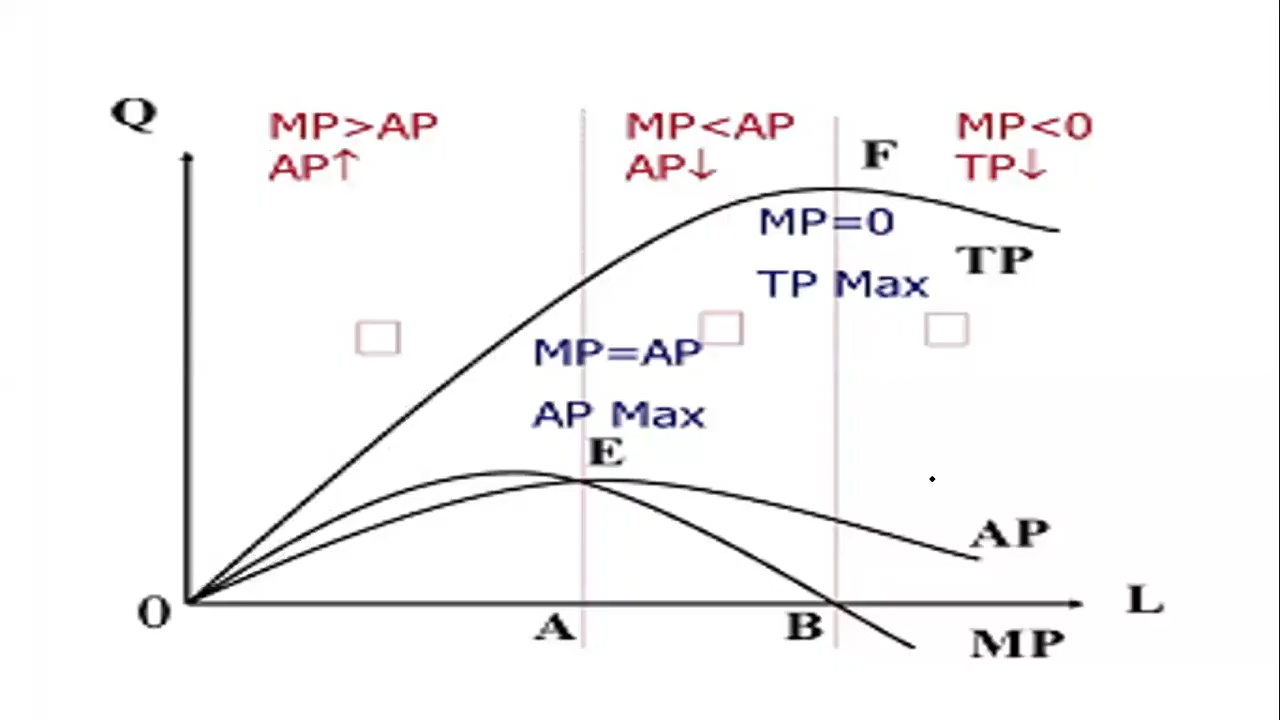 Q
MP>AP
AP↑
MP<AP
AP↓
MP<0
TP↓
F
MP=0
TP
TP Max
MP=AP
AP Max
E
AP
0
A
B
L
MP